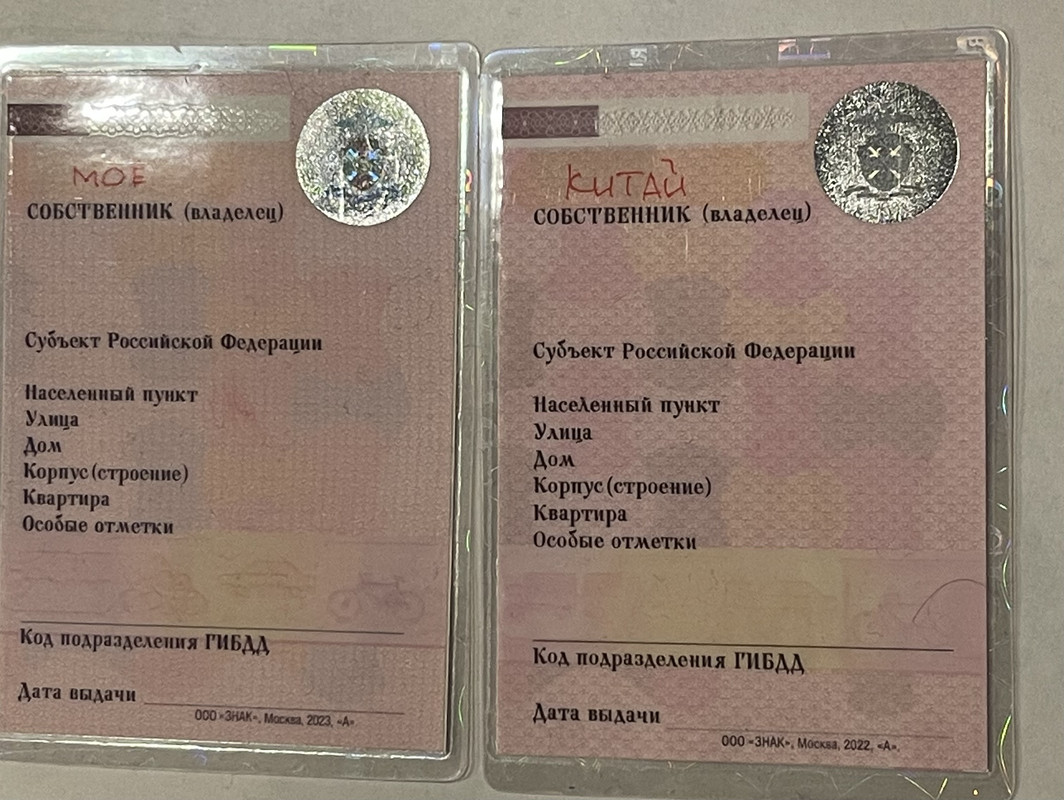 МОЕ
СОБСТВЕННИК (владелец)
Субъект Российской Федерации
Населенный пункт
Улица
Дом
Корпус (строение)
Квартира
Особые отметки
Код подразделения ГИБДД
Дата выдачи
ООО «ЗНАК», Москва, 2023, «А».
КИТАЙ
СОБСТВЕННИК (владелец)
Субъект Российской Федерации
Населенный пункт
Улица
Дом
Корпус (строение)
Квартира
Особые отметки
Код подразделения ГИБДД
Дата выдачи
ООО «ЗНАК», Москва, 2022, «А».